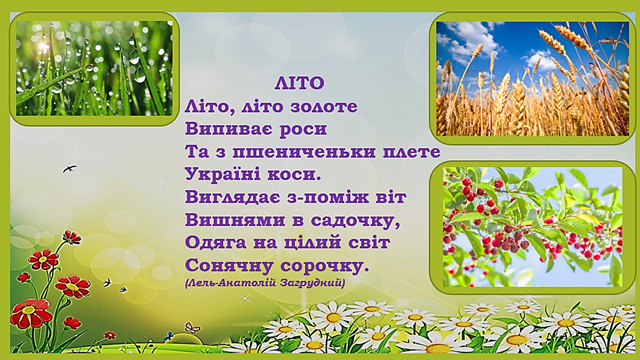 ЛІТО
Літо, літо золоте
Випиває роси
Та з пшениченьки плете
Україні коси.
Виглядає з-поміж віт
Вишнями в садочку,
Одяга на цілий світ
Сонячну сорочку.
(Лель-Анатолій Загрудний)